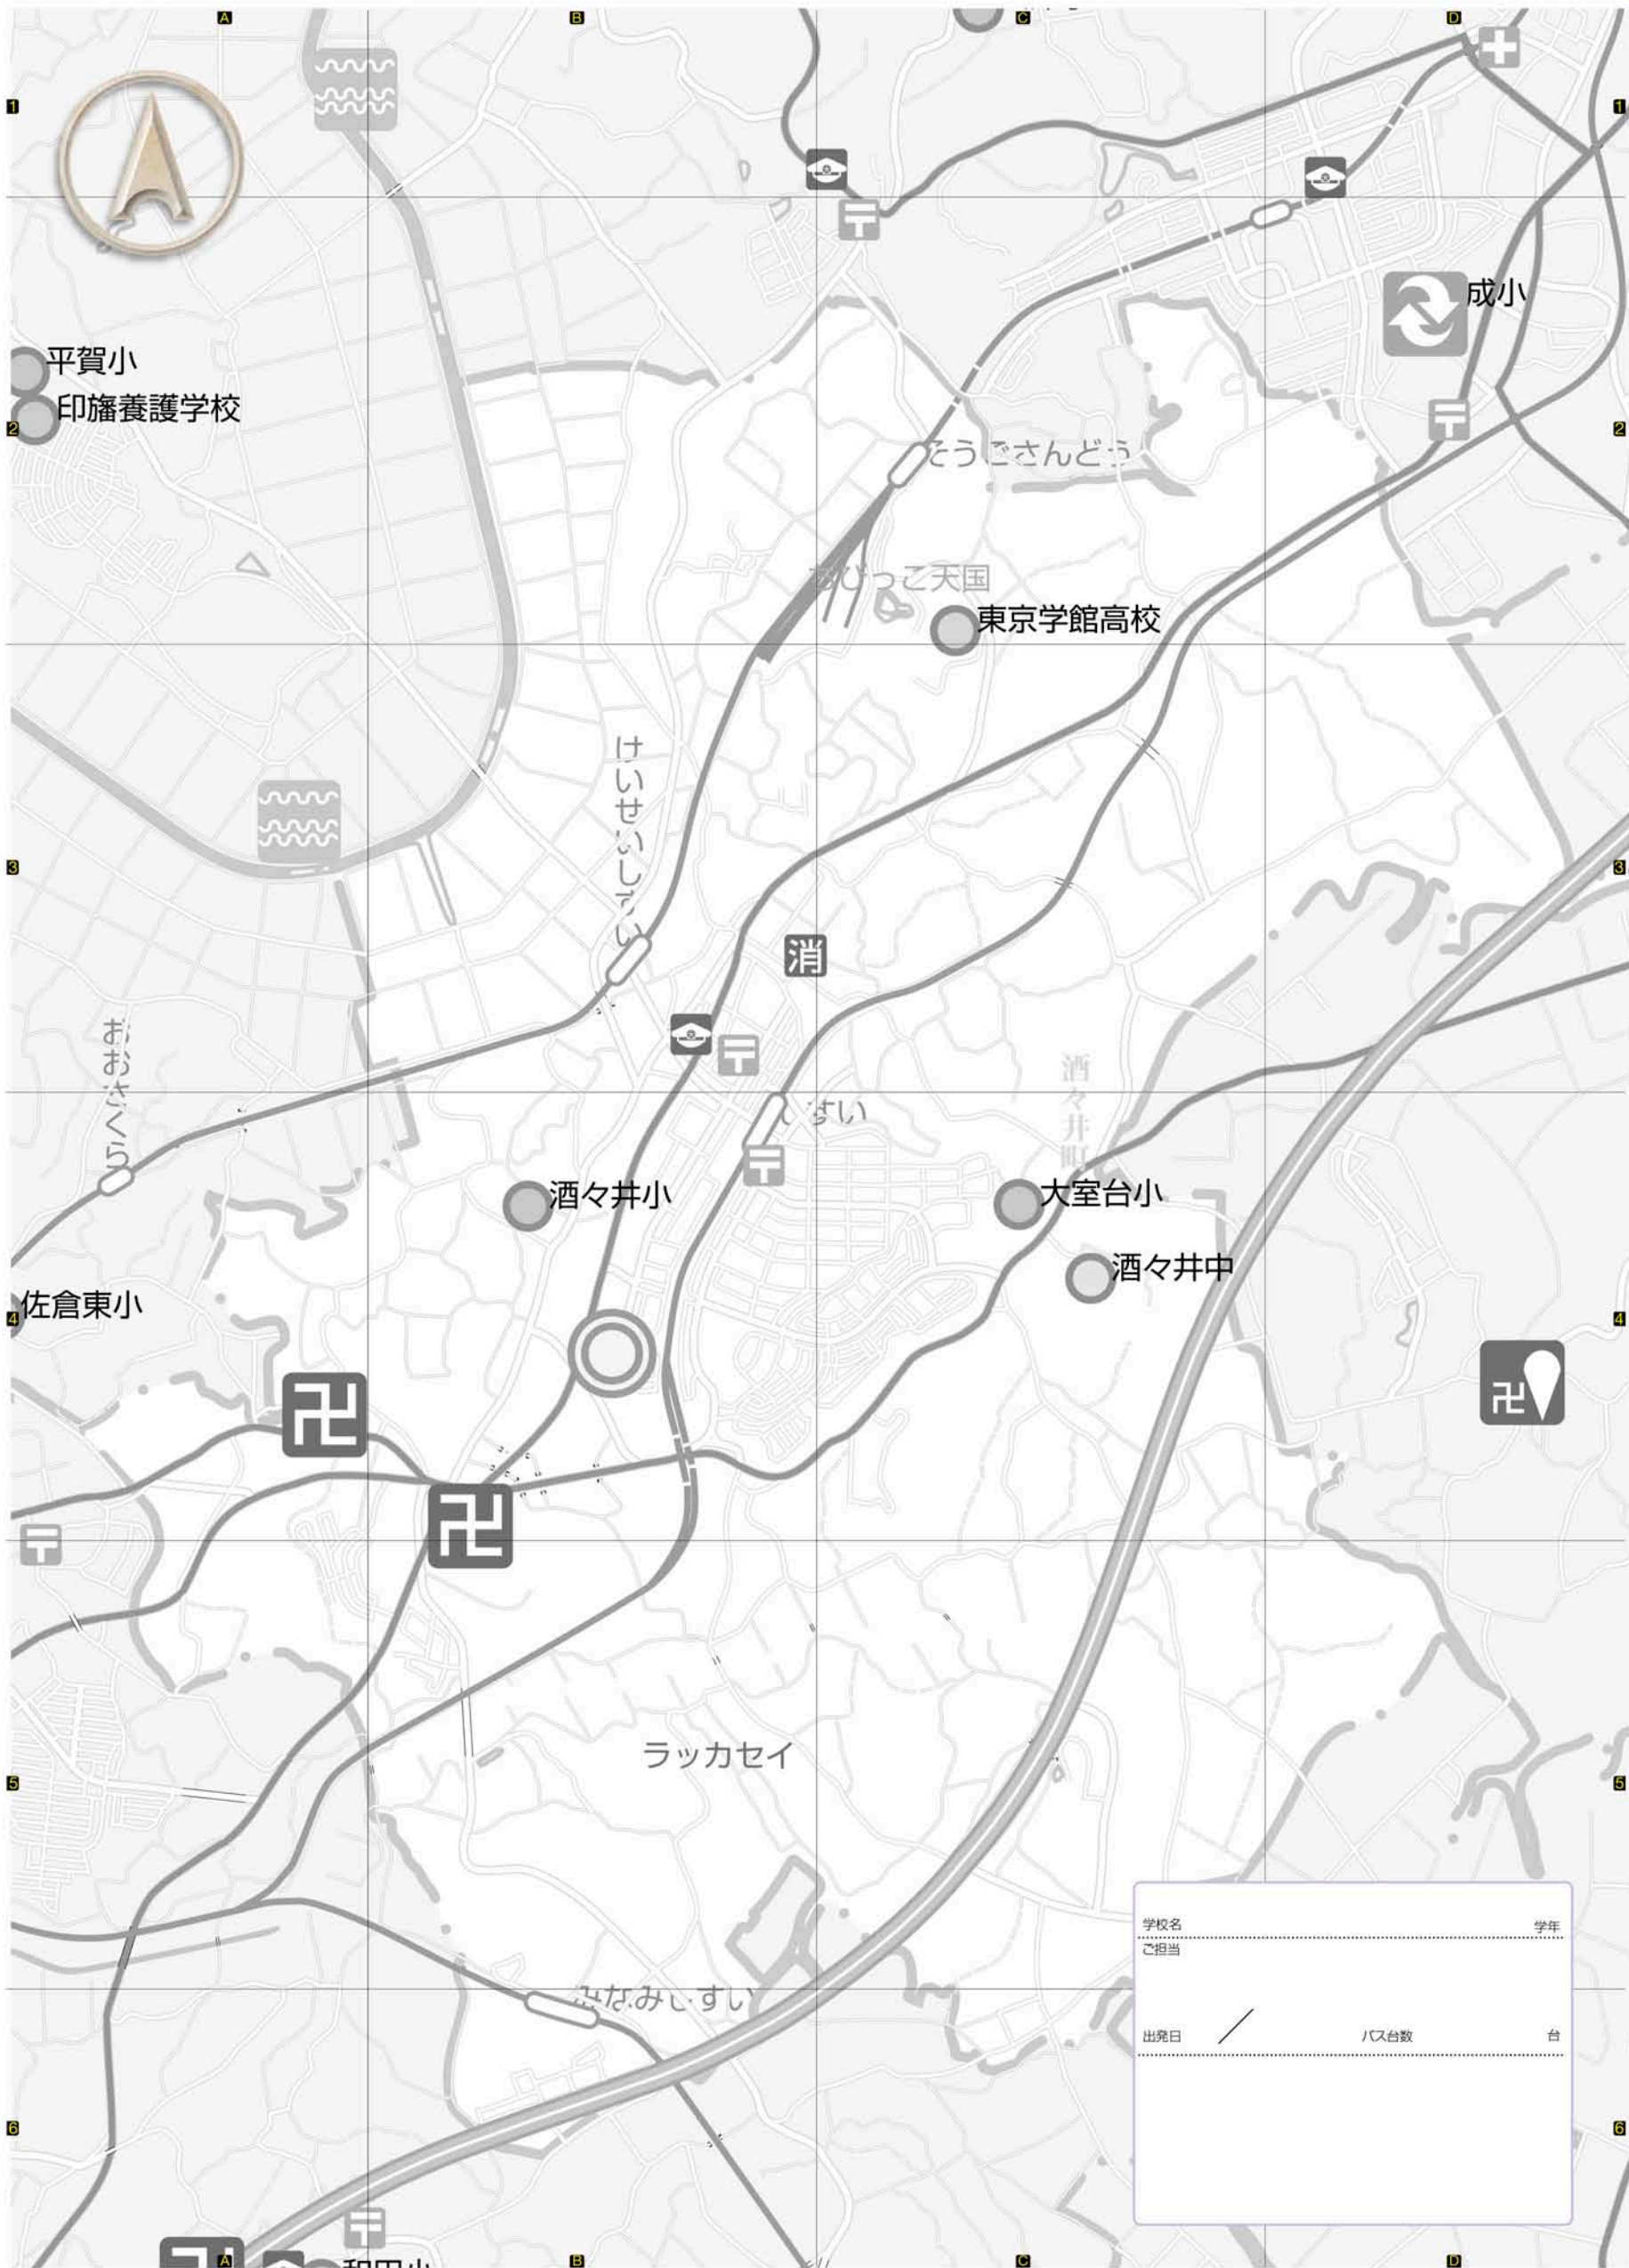 A
B
C
D
1
1
成小
平賀小
印旛養護学校
2
2
そうごさんどう
っこ天国
東京学館高校
けいせいしすい
3
3
消
おおさくら
酒々井町
しすい
酒々井小
大室台小
酒々井中
佐倉東小
4
4
卍
卍
卍
ラッカセイ
5
5
学校名 学年
ご担当
みなみしすい
出発日 / バス台数 台
6
6
A
B
C
D